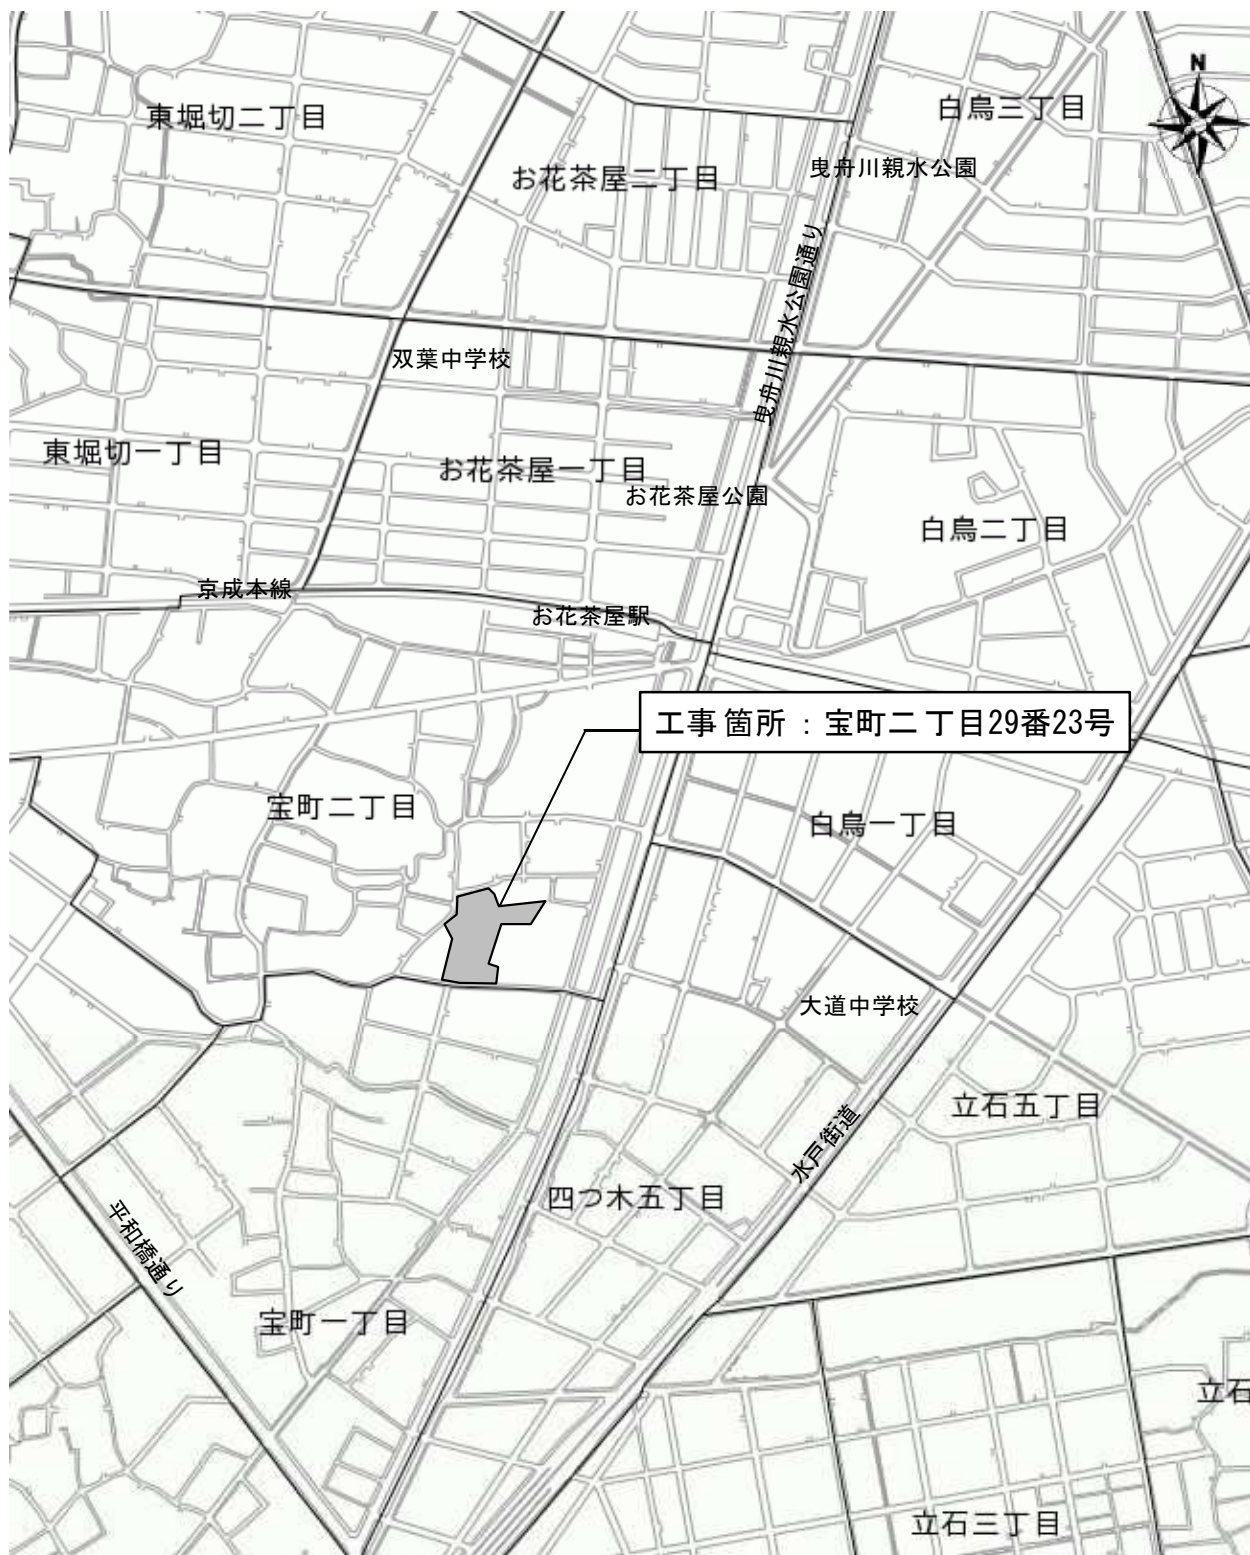 N
白鳥三丁目
東堀切二丁目
曳舟川親水公園
お花茶屋二丁目
曳舟川親水公園通り
双葉中学校
東堀切一丁目
お花茶屋一丁目
お花茶屋公園
白鳥二丁目
京成本線
お花茶屋駅
工事箇所：宝町二丁目29番23号
宝町二丁目
白鳥一丁目
大道中学校
立石五丁目
水戸街道
四つ木五丁目
平和橋通り
宝町一丁目
立石
立石三丁目